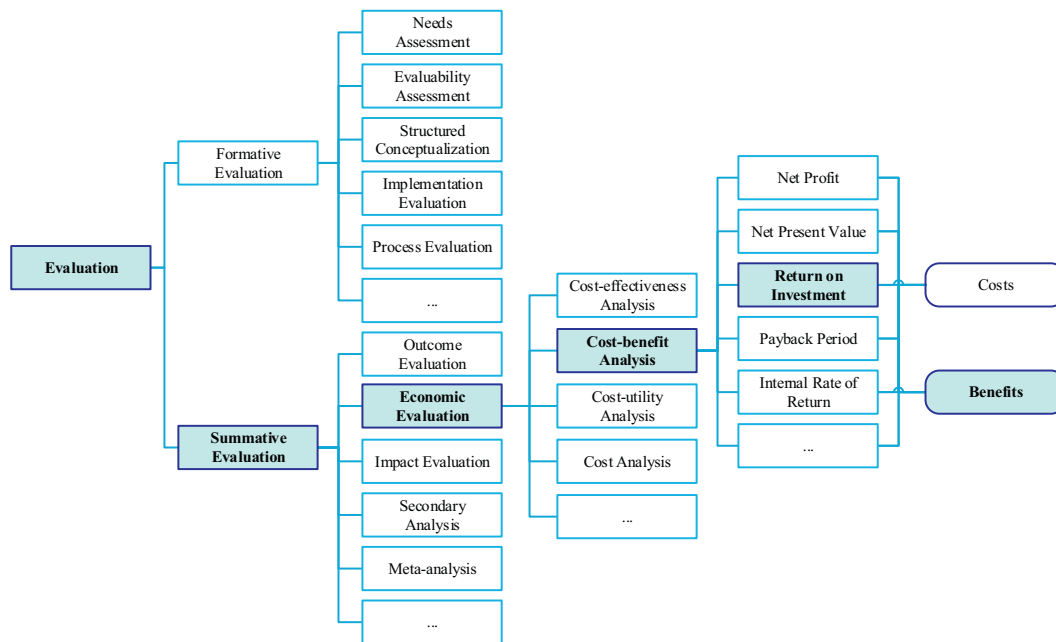 Evaluation
Formative
Evaluation
Summative
Evaluation
Needs
Assessment
Evaluability
Assessment
Structured
Conceptualization
Implementation
Evaluation
Process Evaluation
...
Outcome
Evaluation
Economic
Evaluation
Impact Evaluation
Secondary
Analysis
Meta-analysis
...
Cost-effectiveness
Analysis
Cost-benefit
Analysis
Cost-utility
Analysis
Cost Analysis
...
Net Profit
Net Present Value
Return on
Investment
Payback Period
Internal Rate of
Return
...
Costs
Benefits